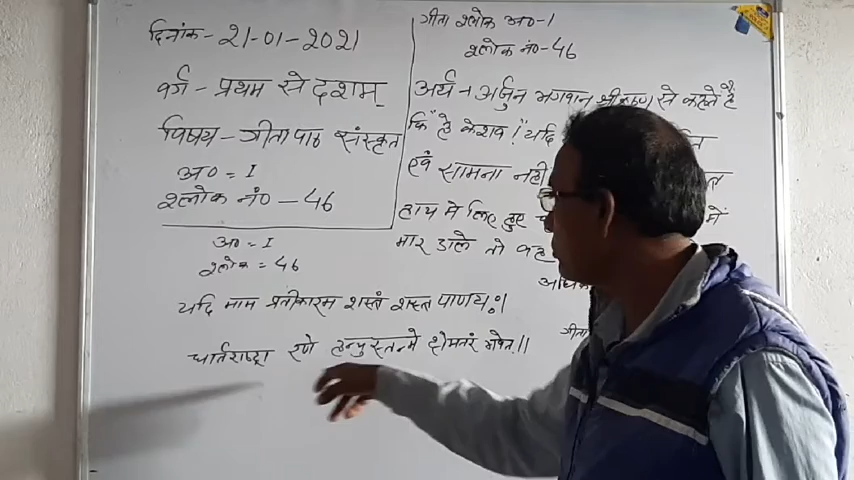 दिनांक - 21-01-2021
वर्ग - प्रथम से दशम्
विषय - गीता पाठ संस्कृत
अ० = I
श्लोक नं० - 46
अ० = I
श्लोक = 46
यदि माम प्रतीकारम शस्त्रं शस्त्र पाणय:।
धार्तराष्ट्रा रणे हन्युस्तन्मे क्षेमतरं भवेत।।
गीता श्लोक अ०-1
श्लोक नं०-46
अर्थ → अर्जुन भगवान श्रीकृष्ण से कहते है
कि हे केशव! यदि
एवं सामना नही
हाथ मे लिए हुए में
मार डाले तो वह
गीता